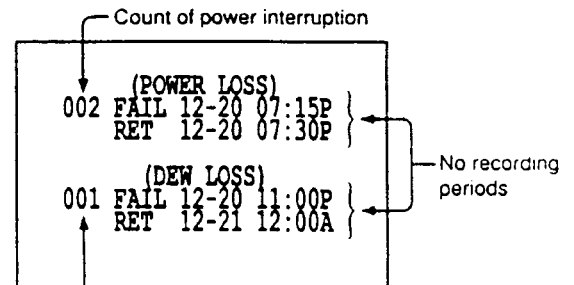 Count of power interruption
(POWER LOSS)
002 FAIL 12-20 07:15P
RET 12-20 07:30P
No recording
periods
(DEW LOSS)
001 FAIL 12-20 11:00P
RET 12-21 12:00A